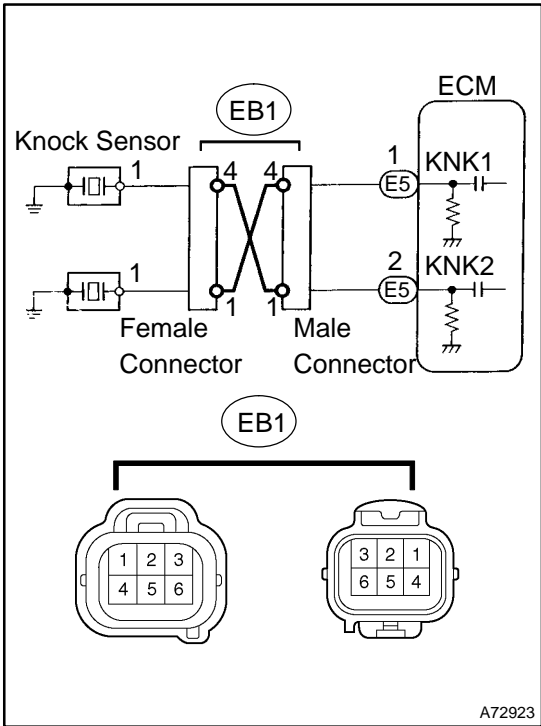 ECM
EB1
Knock Sensor
1 4 4 1 KNK1
E5
2 KNK2
1 1 1 E5
Female Male
Connector Connector
EB1
1 2 3 3 2 1
4 5 6 6 5 4
A72923